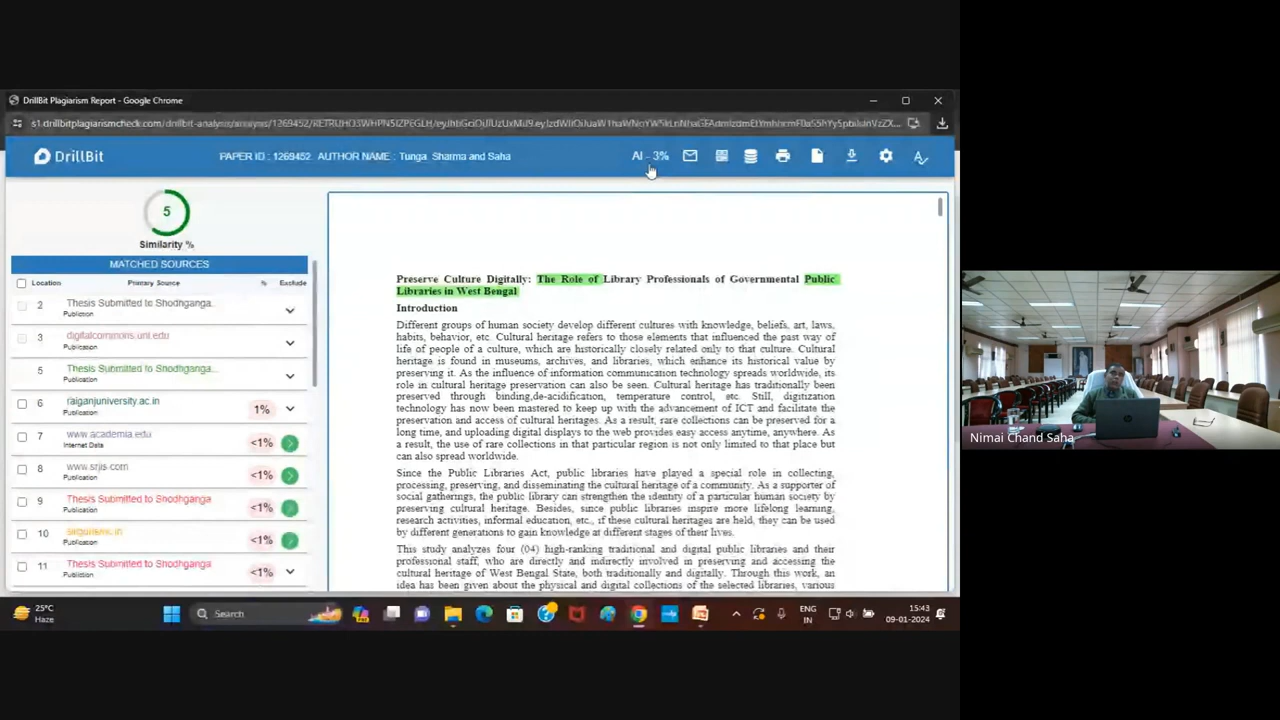 DrillBit Plagiarism Report - Google Chrome
DrillBit
PAPER ID : 1269452 AUTHOR NAME : Tunga Sharma and Saha
AI - 3%
5
Similarity %
MATCHED SOURCES
Location Primary Source % Exclude
2 Thesis Submitted to Shodhganga.
Publication
3 digitalcommons.unl.edu
Publication
5 Thesis Submitted to Shodhganga...
Publication
6 raiganjuniversity.ac.in 1%
Publication
7 www.academia.edu <1%
Internet Data
8 www.srjis.com <1%
Publication
9 Thesis Submitted to Shodhganga <1%
Publication
10 <1%
Publication
11 Thesis Submitted to Shodhganga <1%
Publication
Preserve Culture Digitally: The Role of Library Professionals of Governmental Public
Libraries in West Bengal
Introduction
Different groups of human society develop different cultures with knowledge, beliefs, art, laws,
habits, behavior, etc. Cultural heritage refers to those elements that influenced the past way of
life of people of a culture, which are historically closely related only to that culture. Cultural
heritage is found in museums, archives, and libraries, which enhance its historical value by
preserving it. As the influence of information communication technology spreads worldwide, its
role in cultural heritage preservation can also be seen. Cultural heritage has traditionally been
preserved through binding,de-acidification, temperature control, etc. Still, digitization
technology has now been mastered to keep up with the advancement of ICT and facilitate the
preservation and access of cultural heritages. As a result, rare collections can be preserved for a
long time, and uploading digital displays to the web provides easy access anytime, anywhere. As
a result, the use of rare collections in that particular region is not only limited to that place but
can also spread worldwide.
Since the Public Libraries Act, public libraries have played a special role in collecting,
processing, preserving, and disseminating the cultural heritage of a community. As a supporter of
social gatherings, the public library can strengthen the identity of a particular human society by
preserving cultural heritage. Besides, since public libraries inspire more lifelong learning,
research activities, informal education, etc., if these cultural heritages are held, they can be used
by different generations to gain knowledge at different stages of their lives.
This study analyzes four (04) high-ranking traditional and digital public libraries and their
professional staff, who are directly and indirectly involved in preserving and accessing the
cultural heritage of West Bengal State, both traditionally and digitally. Through this work, an
idea has been given about the physical and digital collections of the selected libraries, various
Nimai Chand Saha
25°C
Haze
Search
ENG
IN
15:43
09-01-2024